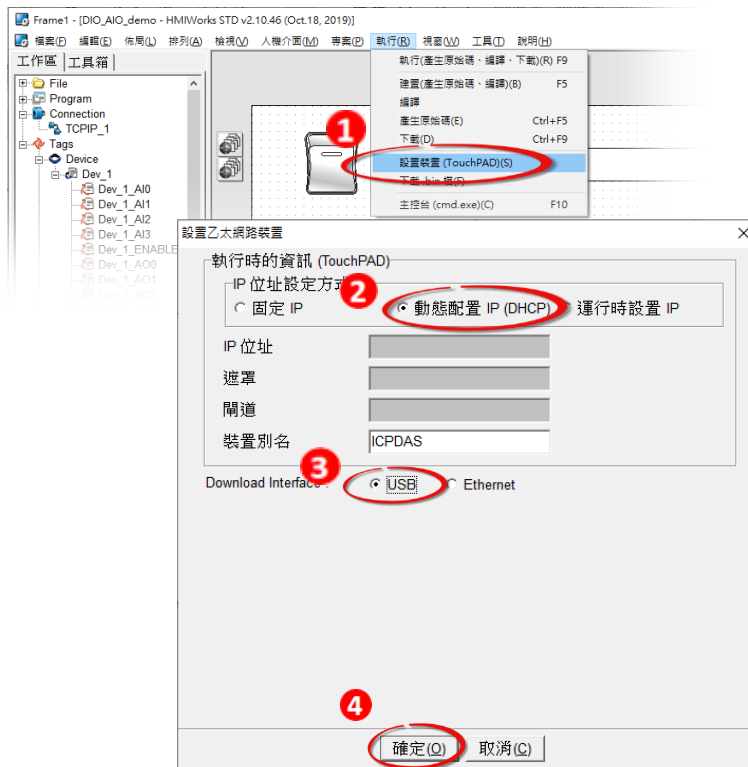 Frame1 - [DIO_AIO_demo - HMIWorks STD v2.10.46 (Oct.18, 2019)]
檔案(F) 編輯(E) 佈局(L) 排列(A) 檢視(V) 人機介面(M) 專案(P) 執行(R) 視窗(W) 工具(T) 說明(H)
工作區 工具箱
執行(產生原始碼、編譯、下載)(R) F9
File
建置(產生原始碼、編譯)(B) F5
Program
編譯
Connection
產生原始碼(E) Ctrl+F5
TCPIP_1
1
下載(D) Ctrl+F9
Tags
Device
設置裝置 (TouchPAD)(S)
Dev_1
下載 .bin 檔(F)
Dev_1_AI0
主控台 (cmd.exe)(C) F10
Dev_1_AI1
Dev_1_AI2
Dev_1_AI3
Dev_1_ENABLE
Dev_1_AO0
Dev_1_AO1
Dev_1_AO2
設置乙太網路裝置
執行時的資訊 (TouchPAD)
IP 位址設定方式
2
固定 IP 動態配置 IP (DHCP) 運行時設置 IP
IP 位址
遮罩
閘道
裝置別名 ICPDAS
3
Download Interface : USB Ethernet
4
確定(O) 取消(C)